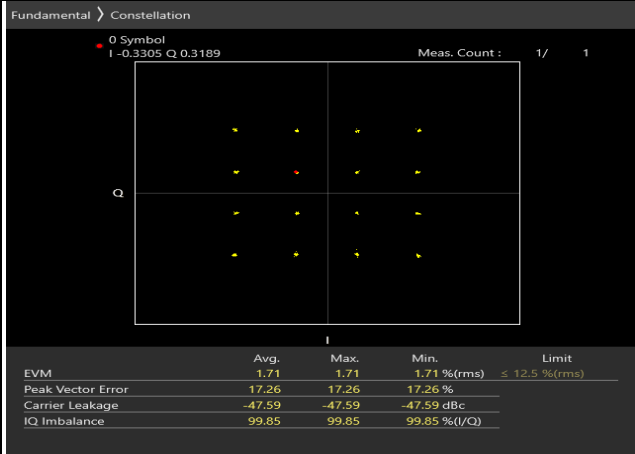 Fundamental 〉 Constellation
0 Symbol
I -0.3305 Q 0.3189
Meas. Count : 1/ 1
Q
I
Avg. Max. Min. Limit
EVM 1.71 1.71 1.71 %(rms) ≤ 12.5 %(rms)
Peak Vector Error 17.26 17.26 17.26 %
Carrier Leakage -47.59 -47.59 -47.59 dBc
IQ Imbalance 99.85 99.85 99.85 %(I/Q)